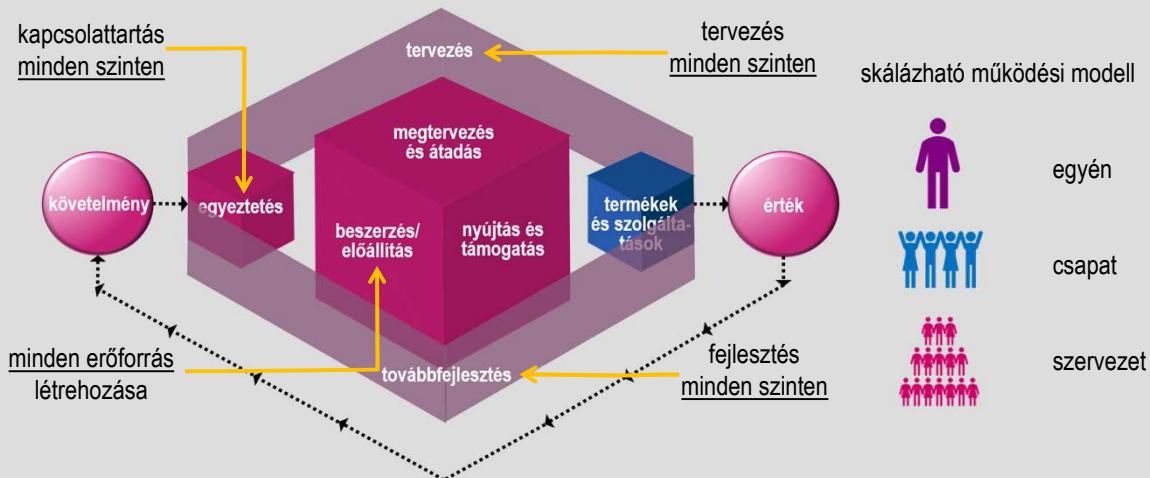 kapcsolattartás
minden szinten
tervezés
tervezés
minden szinten
skálázható működési modell
megtervezés
és átadás
követelmény
egyeztetés
beszerzés/
előállítás
nyújtás és
támogatás
termékek
és szolgálta-
tások
érték
egyén
csapat
szervezet
minden erőforrás
létrehozása
továbbfejlesztés
fejlesztés
minden szinten